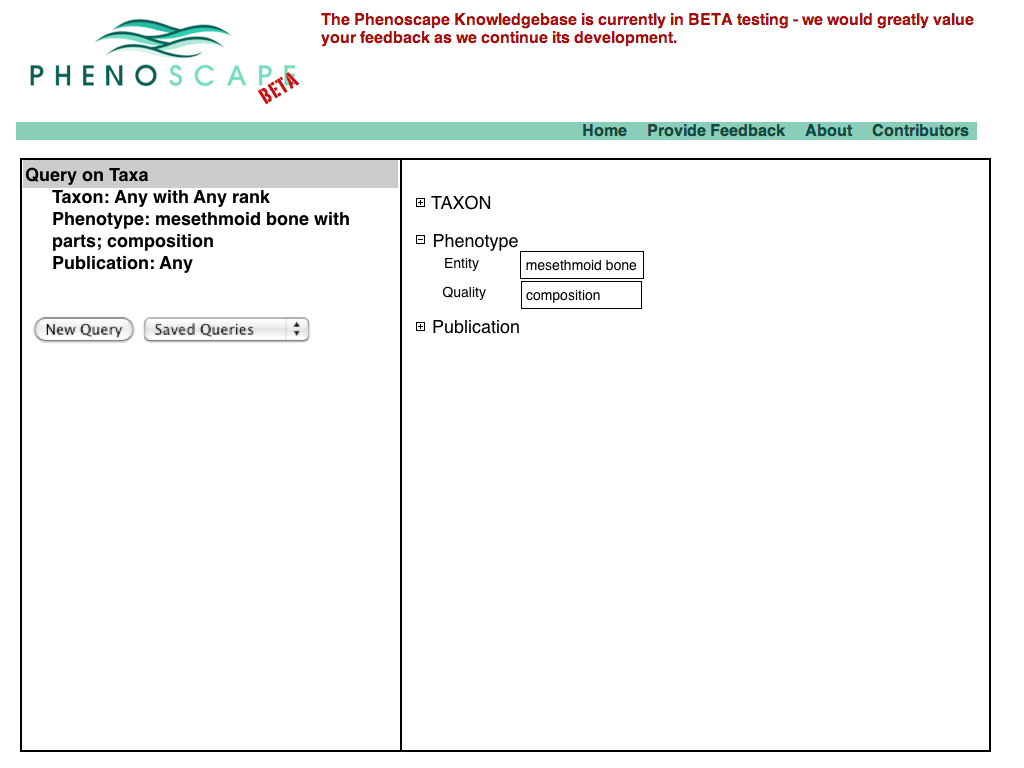 The Phenoscape Knowledgebase is currently in BETA testing - we would greatly value
your feedback as we continue its development.
PHENOSCAPE
BETA
Home Provide Feedback About Contributors
Query on Taxa
Taxon: Any with Any rank
Phenotype: mesethmoid bone with
parts; composition
Publication: Any
New Query Saved Queries
TAXON
Phenotype
Entity mesethmoid bone
Quality composition
Publication